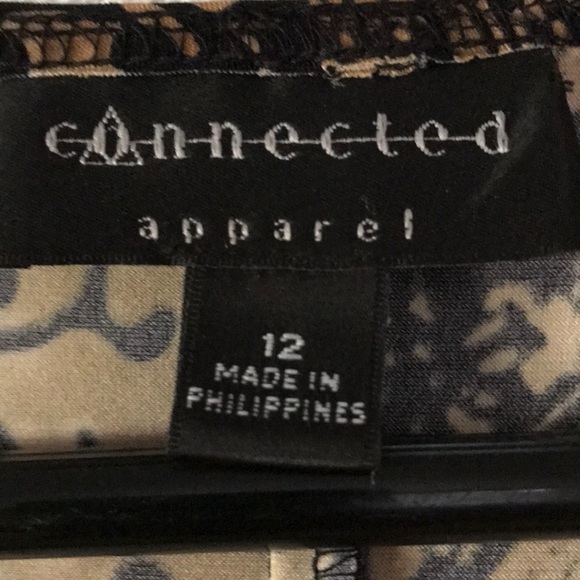 connected
apparel
12
MADE IN
PHILIPPINES